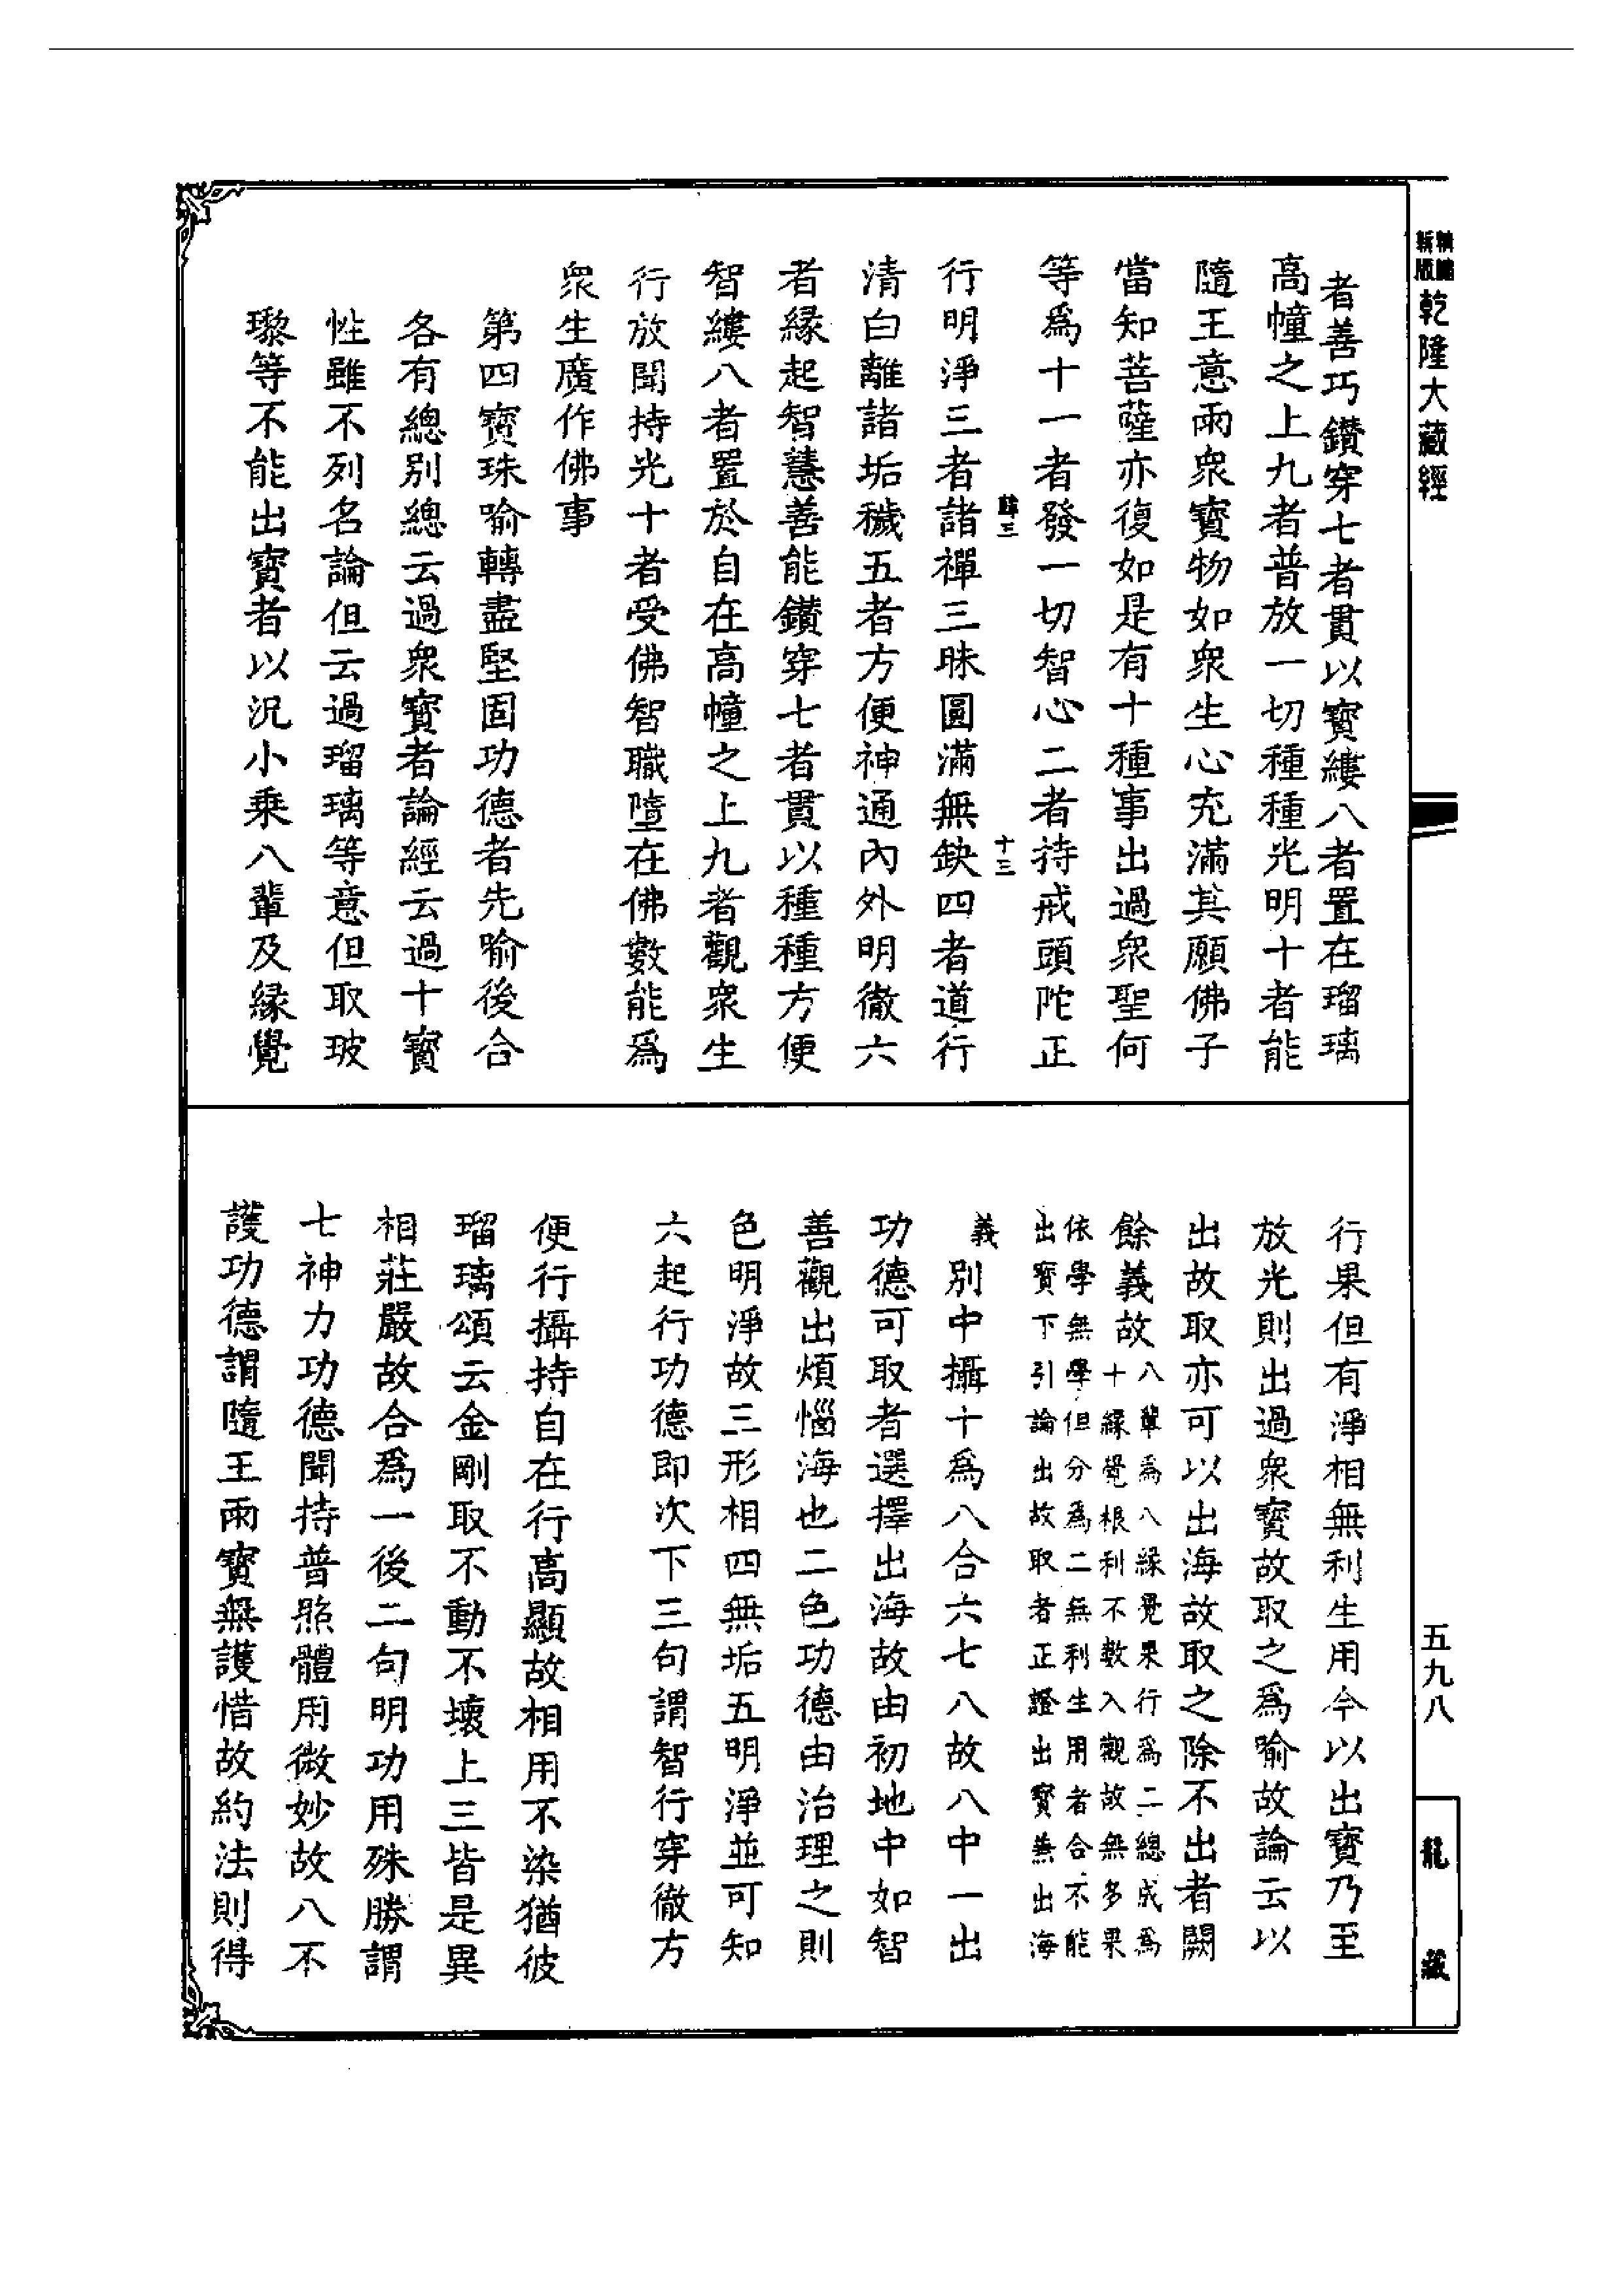 乾隆大藏經
者善巧鑽穿七者貫以寶縷八者置在瑠璃
高幢之上九者普放一切種種光明十者能
隨王意雨衆寶物如衆生心充滿其願佛子
當知菩薩亦復如是有十種事出過衆聖何
等爲十一者發一切智心二者持戒頭陀正
十三
行明淨三者諸禪三昧圓滿無缺四者道行
清白離諸垢穢五者方便神通內外明徹六
者緣起智慧善能鑽穿七者貫以種種方便
智縷八者置於自在高幢之上九者觀衆生
行放聞持光十者受佛智職墮在佛數能爲
衆生廣作佛事
第四寶珠喻轉盡堅固功德者先喻後合
各有總別總云過衆寶者論經云過十寶
性雖不列名論但云過瑠璃等意但取玻
瓈等不能出寶者以況小乘八輩及緣覺
行果但有淨相無利生用今以出寶乃至
放光則出過衆寶故取之爲喻故論云以
出故取亦可以出海故取之除不出者闕
餘義故八輩爲八緣覺果行爲二總成爲
十緣覺根利不數入觀故無多果
依學無學但分爲二無利生用者合不能
出寶下引論出故取者正證出寶兼出海
義
別中攝十爲八合六七八故八中一出
功德可取者選擇出海故由初地中如智
善觀出煩惱海也二色功德由治理之則
色明淨故三形相四無垢五明淨並可知
六起行功德即次下三句謂智行穿徹方
便行攝持自在行高顯故相用不染猶彼
瑠璃頌云金剛取不動不壞上三皆是異
相莊嚴故合爲一後二句明功用殊勝謂
七神力功德聞持普照體用微妙故八不
護功德謂隨王雨寶無護惜故約法則得
五九八
龍藏